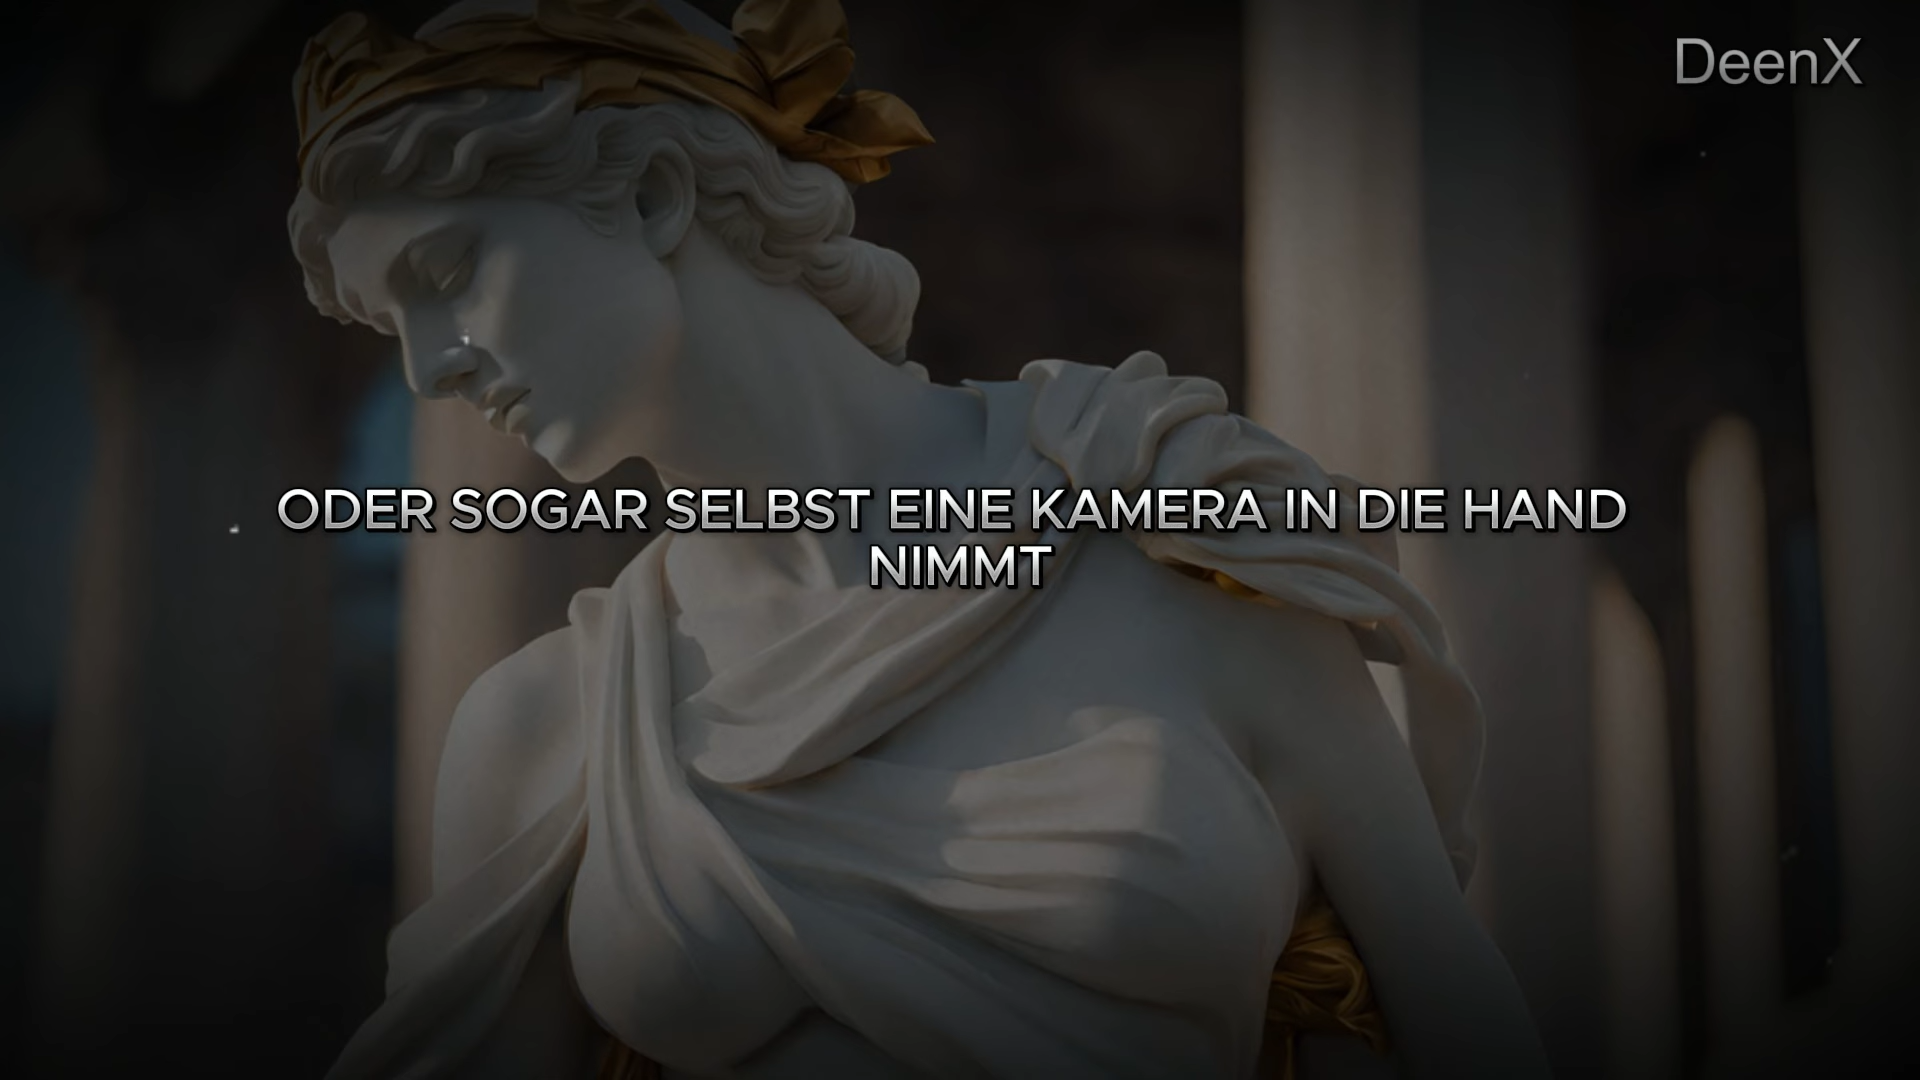 DeenX
ODER SOGAR SELBST EINE KAMERA IN DIE HAND
NIMMT